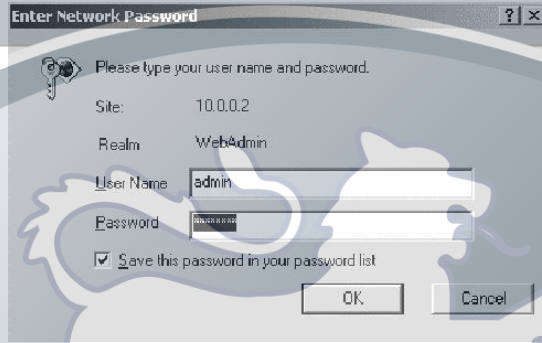 Enter Network Password
Please type your user name and password.
Site: 10.0.0.2
Realm WebAdmin
User Name admin
Password ********
Save this password in your password list
OK Cancel